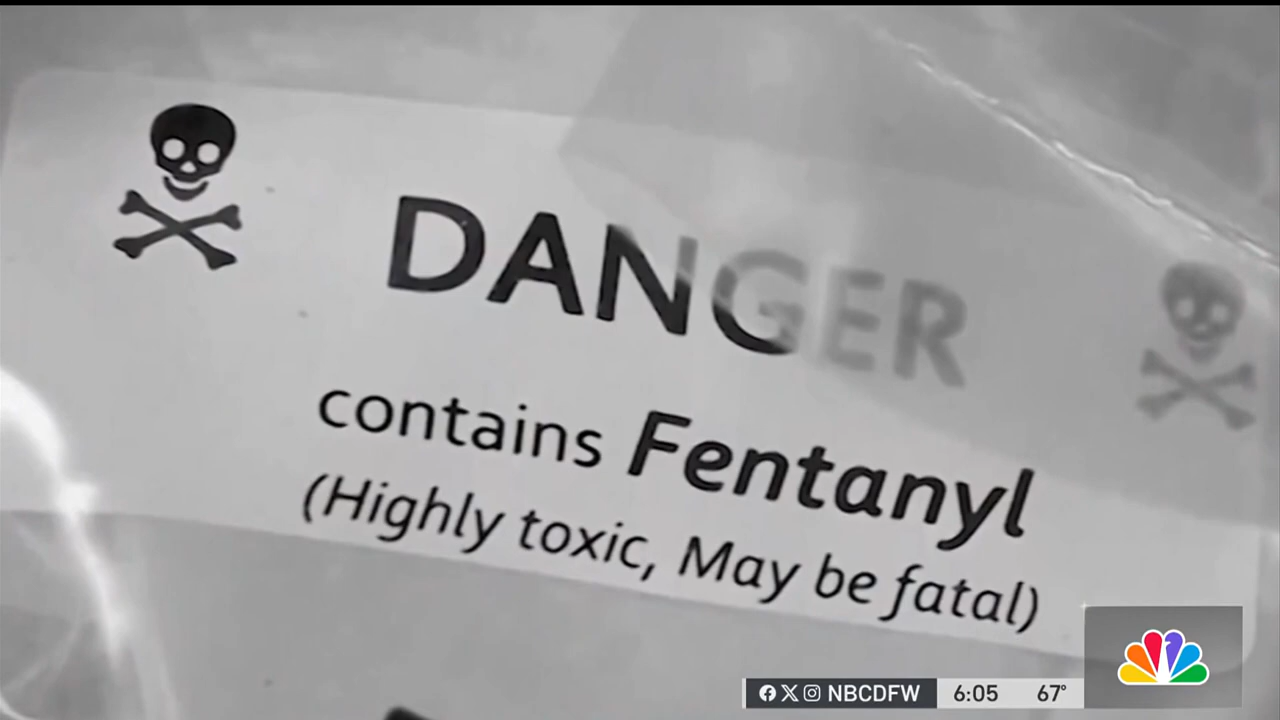 DANGER
contains Fentanyl
(Highly toxic, May be fatal)
NBCDFW 6:05 67°